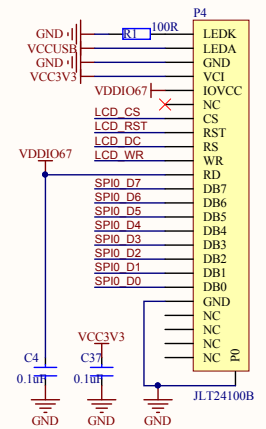 P4
GND R1 100R LEDK
VCCUSB LEDA
GND GND
VCC3V3 VCI
VDDIO67 IOVCC
NC
LCD_CS CS
LCD_RST RST
LCD_DC RS
LCD_WR WR
VDDIO67 RD
SPI0_D7 DB7
SPI0_D6 DB6
SPI0_D5 DB5
SPI0_D4 DB4
SPI0_D3 DB3
SPI0_D2 DB2
SPI0_D1 DB1
SPI0_D0 DB0
GND
NC
NC
VCC3V3 NC
C4 C37 NC P0
0.1uF 0.1uF JLT24100B
GND GND GND